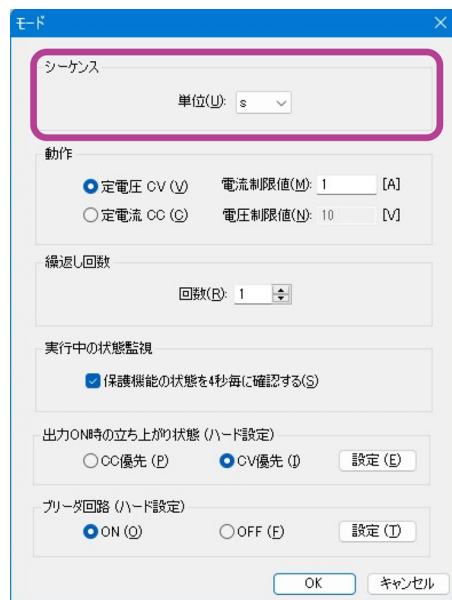 モード
シーケンス
単位(U): s
動作
定電圧 CV (V) 電流制限値(M): 1 [A]
定電流 CC (C) 電圧制限値(N): 10 [V]
繰返し回数
回数(R): 1
実行中の状態監視
保護機能の状態を4秒毎に確認する(S)
出力ON時の立ち上がり状態 (ハード設定)
CC優先 (P) CV優先 (I) 設定 (E)
ブリーダ回路 (ハード設定)
ON (O) OFF (F) 設定 (T)
OK キャンセル